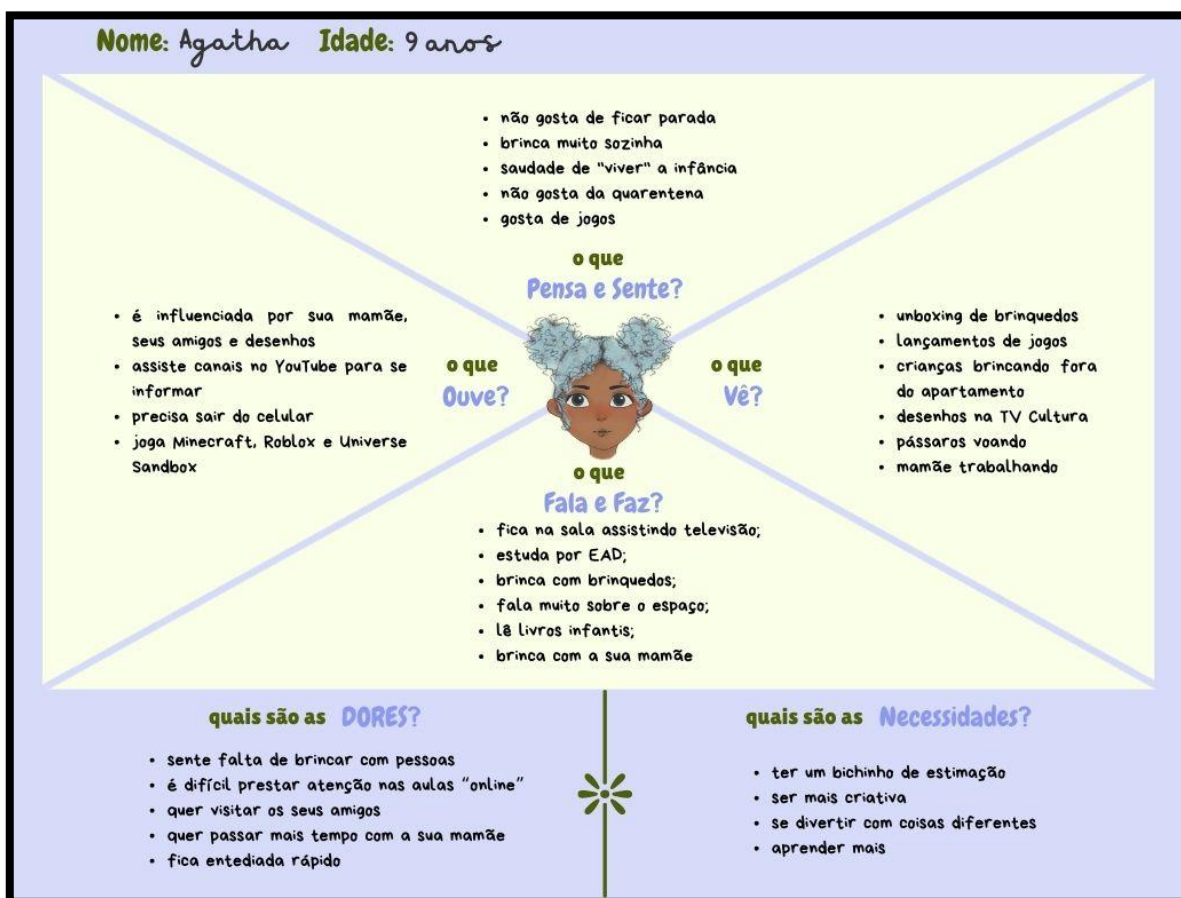 Nome: Agatha Idade: 9 anos
• não gosta de ficar parada
• brinca muito sozinha
• saudade de "viver" a infância
• não gosta da quarentena
• gosta de jogos
o que
Pensa e Sente?
• é influenciada por sua mamãe,
seus amigos e desenhos
• assiste canais no YouTube para se
informar
• precisa sair do celular
• joga Minecraft, Roblox e Universe
Sandbox
o que
Ouve?
o que
Vê?
• unboxing de brinquedos
• lançamentos de jogos
• crianças brincando fora
do apartamento
• desenhos na TV Cultura
• pássaros voando
• mamãe trabalhando
o que
Fala e Faz?
• fica na sala assistindo televisão;
• estuda por EAD;
• brinca com brinquedos;
• fala muito sobre o espaço;
• lê livros infantis;
• brinca com a sua mamãe
quais são as DORES?
• sente falta de brincar com pessoas
• é difícil prestar atenção nas aulas "online"
• quer visitar os seus amigos
• quer passar mais tempo com a sua mamãe
• fica entediada rápido
quais são as Necessidades?
• ter um bichinho de estimação
• ser mais criativa
• se divertir com coisas diferentes
• aprender mais